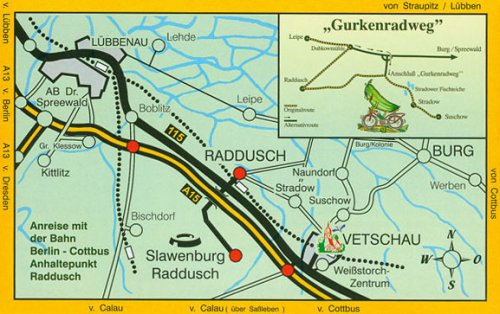 von Straupitz / Lübben
v. Lübben
A13 v. Berlin
A13 v. Dresden
von Cottbus
„Gurkenradweg"
Leipe
Dubkowmühle
Burg / Spreewald
Anschluß „Gurkenradweg"
Raddusch
Stradower Fischteiche
Stradow
Suschow
Originalroute
Alternativroute
LÜBBENAU
Lehde
AB Dr.
Spreewald
Boblitz
Leipe
Gr. Klessow
Kittlitz
115
RADDUSCH
Burg/Kolonie
BURG
Naundorf
Stradow
Werben
Suschow
A15
Bischdorf
VETSCHAU
Slawenburg
Raddusch
Weißstorch-
Zentrum
Anreise mit
der Bahn
Berlin - Cottbus
Anhaltepunkt
Raddusch
N
W
O
S
v. Calau
v. Calau ( über Saßleben )
v. Cottbus